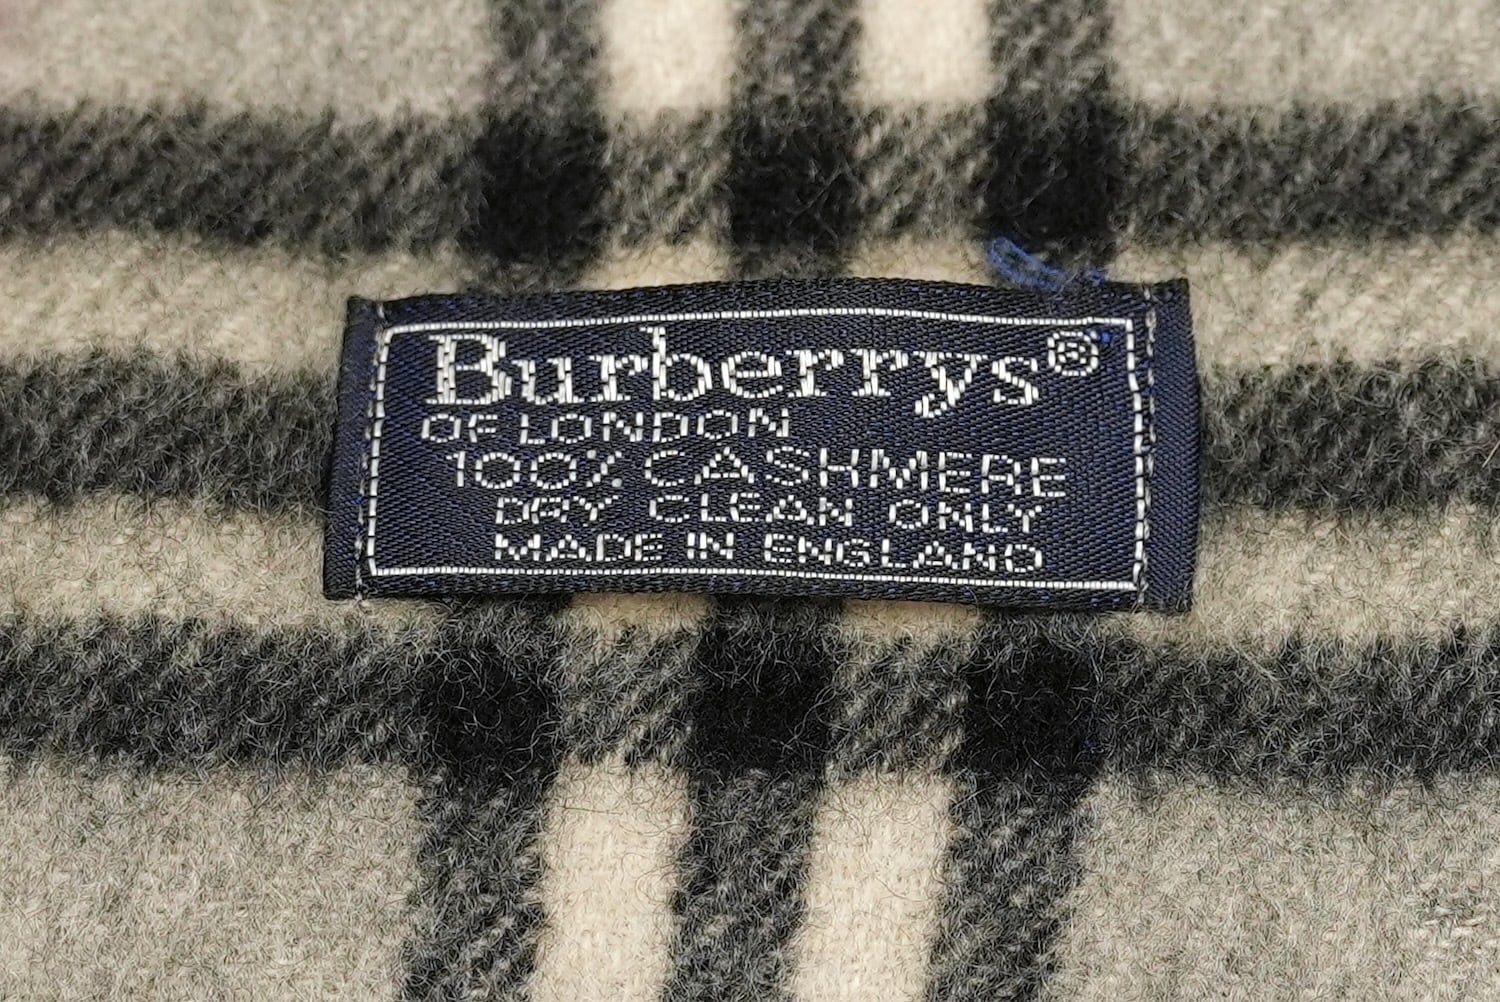 Burberrys®
OF LONDON
100% CASHMERE
DRY CLEAN ONLY
MADE IN ENGLAND